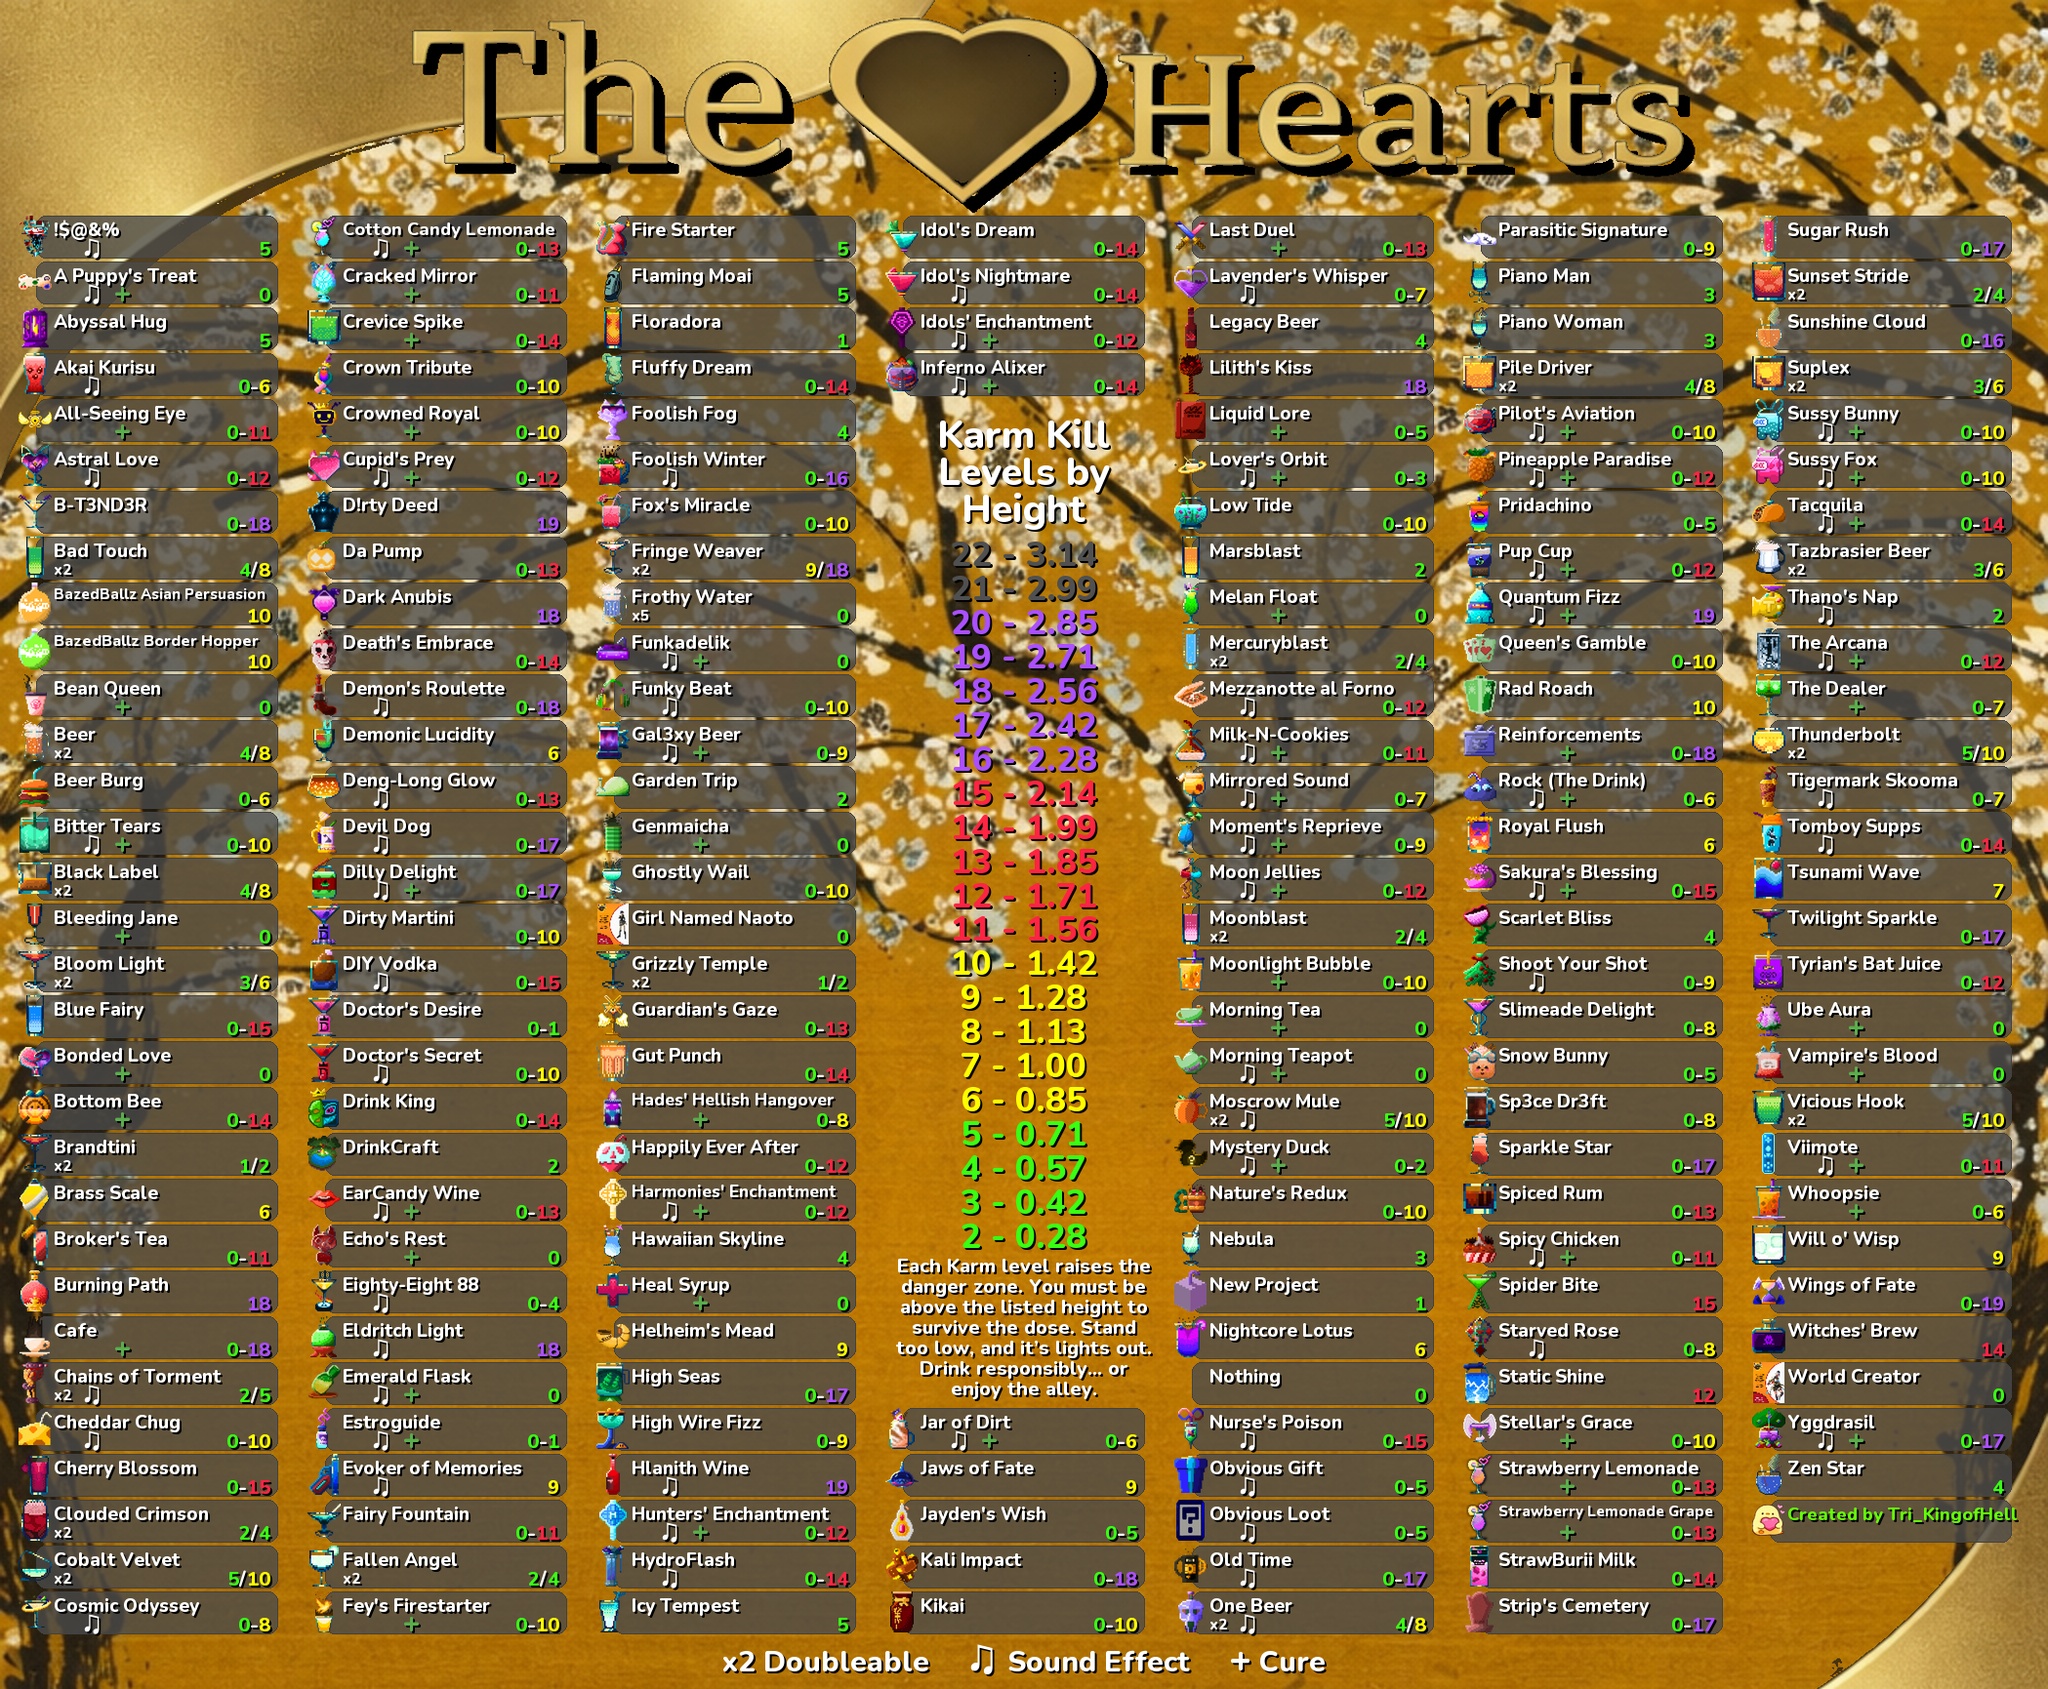 The Hearts
!$@&%
♫ 5
A Puppy's Treat
♫ + 0
Abyssal Hug
5
Akai Kurisu
♫ 0-6
All-Seeing Eye
+ 0-11
Astral Love
♫ 0-12
B-T3ND3R
0-18
Bad Touch
x2 4/8
BazedBallz Asian Persuasion
10
BazedBallz Border Hopper
10
Bean Queen
+ 0
Beer
x2 4/8
Beer Burg
0-6
Bitter Tears
♫ + 0-10
Black Label
x2 4/8
Bleeding Jane
+ 0
Bloom Light
x2 3/6
Blue Fairy
0-15
Bonded Love
+ 0
Bottom Bee
+ 0-14
Brandtini
x2 1/2
Brass Scale
6
Broker's Tea
0-11
Burning Path
18
Cafe
+ 0-18
Chains of Torment
x2 ♫ 2/5
Cheddar Chug
♫ 0-10
Cherry Blossom
0-15
Clouded Crimson
x2 2/4
Cobalt Velvet
x2 5/10
Cosmic Odyssey
♫ 0-8
Cotton Candy Lemonade
♫ + 0-13
Cracked Mirror
+ 0-11
Crevice Spike
+ 0-14
Crown Tribute
0-10
Crowned Royal
+ 0-10
Cupid's Prey
♫ + 0-12
D!rty Deed
19
Da Pump
0-13
Dark Anubis
18
Death's Embrace
0-14
Demon's Roulette
♫ 0-18
Demonic Lucidity
6
Deng-Long Glow
♫ 0-13
Devil Dog
♫ 0-17
Dilly Delight
♫ + 0-17
Dirty Martini
0-10
DIY Vodka
♫ 0-15
Doctor's Desire
0-1
Doctor's Secret
♫ 0-10
Drink King
0-14
DrinkCraft
2
EarCandy Wine
♫ + 0-13
Echo's Rest
+ 0
Eighty-Eight 88
♫ 0-4
Eldritch Light
♫ 18
Emerald Flask
♫ + 0
Estroguide
♫ + 0-1
Evoker of Memories
♫ 9
Fairy Fountain
0-11
Fallen Angel
x2 2/4
Fey's Firestarter
+ 0-10
Fire Starter
5
Flaming Moai
5
Floradora
1
Fluffy Dream
0-14
Foolish Fog
4
Foolish Winter
♫ 0-16
Fox's Miracle
0-10
Fringe Weaver
x2 9/18
Frothy Water
x5 0
Funkadelik
♫ + 0
Funky Beat
♫ 0-10
Gal3xy Beer
♫ + 0-9
Garden Trip
2
Genmaicha
+ 0
Ghostly Wail
0-10
Girl Named Naoto
0
Grizzly Temple
x2 1/2
Guardian's Gaze
0-13
Gut Punch
0-14
Hades' Hellish Hangover
+ 0-8
Happily Ever After
0-12
Harmonies' Enchantment
♫ + 0-12
Hawaiian Skyline
4
Heal Syrup
+ 0
Helheim's Mead
9
High Seas
0-17
High Wire Fizz
0-9
Hlanith Wine
19
Hunters' Enchantment
♫ + 0-12
HydroFlash
♫ 0-14
Icy Tempest
5
Idol's Dream
0-14
Idol's Nightmare
♫ 0-14
Idols' Enchantment
♫ + 0-12
Inferno Alixer
♫ + 0-14
Karm Kill
Levels by
Height
22 - 3.14
21 - 2.99
20 - 2.85
19 - 2.71
18 - 2.56
17 - 2.42
16 - 2.28
15 - 2.14
14 - 1.99
13 - 1.85
12 - 1.71
11 - 1.56
10 - 1.42
9 - 1.28
8 - 1.13
7 - 1.00
6 - 0.85
5 - 0.71
4 - 0.57
3 - 0.42
2 - 0.28
Each Karm level raises the
danger zone. You must be
above the listed height to
survive the dose. Stand
too low, and it's lights out.
Drink responsibly... or
enjoy the alley.
Jar of Dirt
♫ + 0-6
Jaws of Fate
9
Jayden's Wish
0-5
Kali Impact
0-18
Kikai
0-10
Last Duel
+ 0-13
Lavender's Whisper
♫ 0-7
Legacy Beer
4
Lilith's Kiss
18
Liquid Lore
+ 0-5
Lover's Orbit
♫ + 0-3
Low Tide
0-10
Marsblast
2
Melan Float
+ 0
Mercuryblast
x2 2/4
Mezzanotte al Forno
♫ 0-12
Milk-N-Cookies
♫ + 0-11
Mirrored Sound
♫ + 0-7
Moment's Reprieve
♫ + 0-9
Moon Jellies
♫ + 0-12
Moonblast
x2 2/4
Moonlight Bubble
+ 0-10
Morning Tea
+ 0
Morning Teapot
♫ + 0
Moscrow Mule
x2 ♫ 5/10
Mystery Duck
♫ + 0-2
Nature's Redux
0-10
Nebula
3
New Project
1
Nightcore Lotus
6
Nothing
0
Nurse's Poison
♫ 0-15
Obvious Gift
♫ 0-5
Obvious Loot
♫ 0-5
Old Time
♫ 0-17
One Beer
x2 ♫ 4/8
Parasitic Signature
0-9
Piano Man
3
Piano Woman
3
Pile Driver
x2 4/8
Pilot's Aviation
♫ + 0-10
Pineapple Paradise
♫ + 0-12
Pridachino
0-5
Pup Cup
♫ + 0-12
Quantum Fizz
♫ + 19
Queen's Gamble
0-10
Rad Roach
10
Reinforcements
+ 0-18
Rock (The Drink)
♫ + 0-6
Royal Flush
6
Sakura's Blessing
♫ + 0-15
Scarlet Bliss
4
Shoot Your Shot
♫ 0-9
Slimeade Delight
0-8
Snow Bunny
0-5
Sp3ce Dr3ft
0-8
Sparkle Star
0-17
Spiced Rum
0-13
Spicy Chicken
♫ + 0-11
Spider Bite
15
Starved Rose
♫ 0-8
Static Shine
12
Stellar's Grace
+ 0-10
Strawberry Lemonade
+ 0-13
Strawberry Lemonade Grape
+ 0-13
StrawBurii Milk
0-14
Strip's Cemetery
0-17
Sugar Rush
0-17
Sunset Stride
x2 2/4
Sunshine Cloud
0-16
Suplex
x2 3/6
Sussy Bunny
♫ + 0-10
Sussy Fox
♫ + 0-10
Tacquila
♫ + 0-14
Tazbrasier Beer
x2 3/6
Thano's Nap
2
The Arcana
♫ + 0-12
The Dealer
+ 0-7
Thunderbolt
x2 5/10
Tigermark Skooma
♫ 0-7
Tomboy Supps
♫ 0-14
Tsunami Wave
7
Twilight Sparkle
0-17
Tyrian's Bat Juice
0-12
Ube Aura
+ 0
Vampire's Blood
+ 0
Vicious Hook
x2 5/10
Viimote
♫ + 0-11
Whoopsie
+ 0-6
Will o' Wisp
9
Wings of Fate
0-19
Witches' Brew
14
World Creator
0
Yggdrasil
♫ + 0-17
Zen Star
4
Created by Tri_KingofHell
x2 Doubleable ♫ Sound Effect + Cure